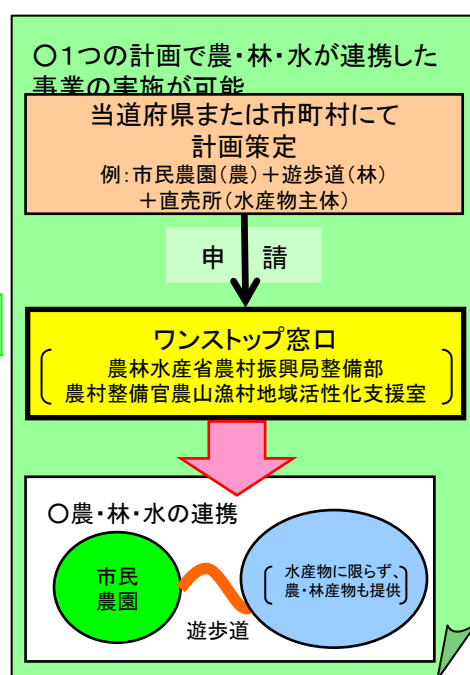 ○1つの計画で農・林・水が連携した
事業の実施が可能
当道府県または市町村にて
計画策定
例：市民農園(農)＋遊歩道(林)
＋直売所(水産物主体)
申請
ワンストップ窓口
農林水産省農村振興局整備部
農村整備官農山漁村地域活性化支援室
○農・林・水の連携
市民
農園
遊歩道
水産物に限らず、
農・林産物も提供